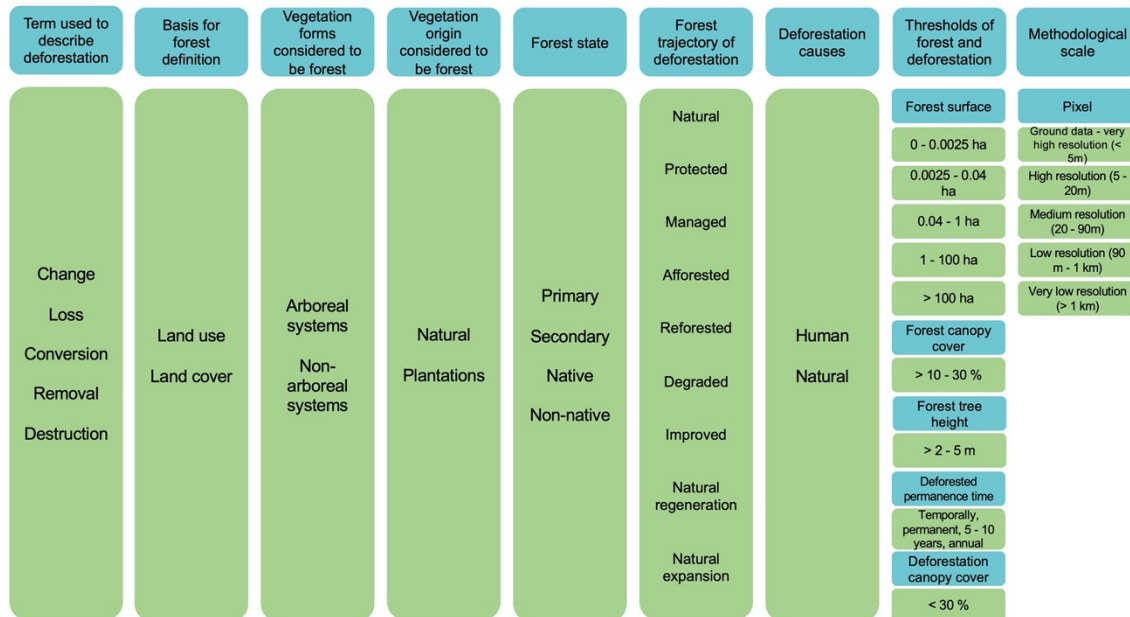 Term used to
describe
deforestation
Basis for
forest
definition
Vegetation
forms
considered to
be forest
Vegetation
origin
considered to
be forest
Forest state
Forest
trajectory of
deforestation
Deforestation
causes
Thresholds of
forest and
deforestation
Methodological
scale
Change
Loss
Conversion
Removal
Destruction
Land use
Land cover
Arboreal
systems
Non-
arboreal
systems
Natural
Plantations
Primary
Secondary
Native
Non-native
Natural
Protected
Managed
Afforested
Reforested
Degraded
Improved
Natural
regeneration
Natural
expansion
Human
Natural
Forest surface
0 - 0.0025 ha
0.0025 - 0.04
ha
0.04 - 1 ha
1 - 100 ha
> 100 ha
Forest canopy
cover
> 10 - 30 %
Forest tree
height
> 2 - 5 m
Deforested
permanence time
Temporally,
permanent, 5 - 10
years, annual
Deforestation
canopy cover
< 30 %
Pixel
Ground data - very
high resolution (<
5m)
High resolution (5 -
20m)
Medium resolution
(20 - 90m)
Low resolution (90
m - 1 km)
Very low resolution
(> 1 km)